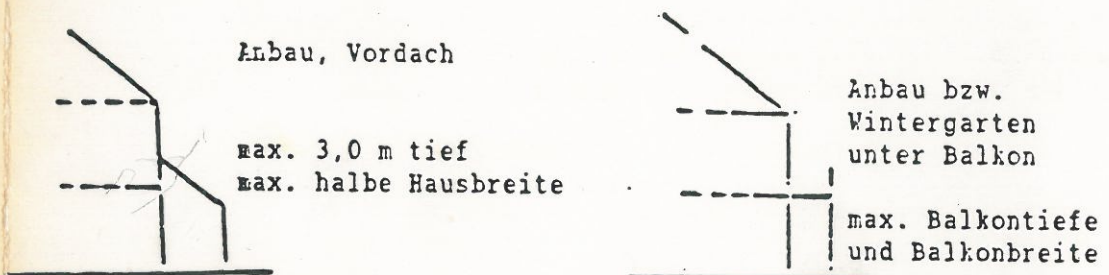 Anbau, Vordach
max. 3,0 m tief
max. halbe Hausbreite
Anbau bzw.
Wintergarten
unter Balkon
max. Balkontiefe
und Balkonbreite